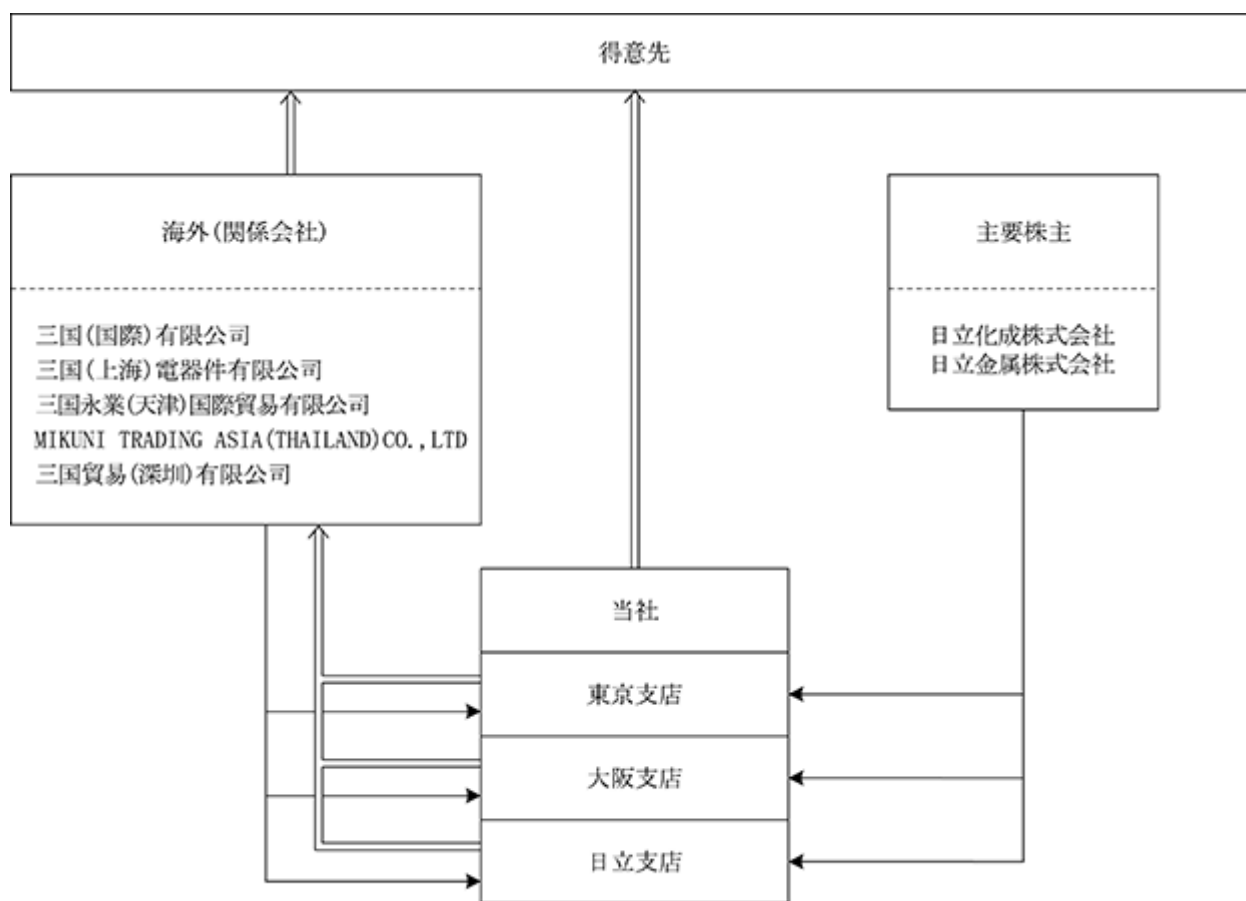 得意先
海外(関係会社)
三国(国際)有限公司
三国(上海)電器件有限公司
三国永業(天津)国際貿易有限公司
MIKUNI TRADING ASIA(THAILAND)CO.,LTD
三国貿易(深圳)有限公司
主要株主
日立化成株式会社
日立金属株式会社
当社
東京支店
大阪支店
日立支店